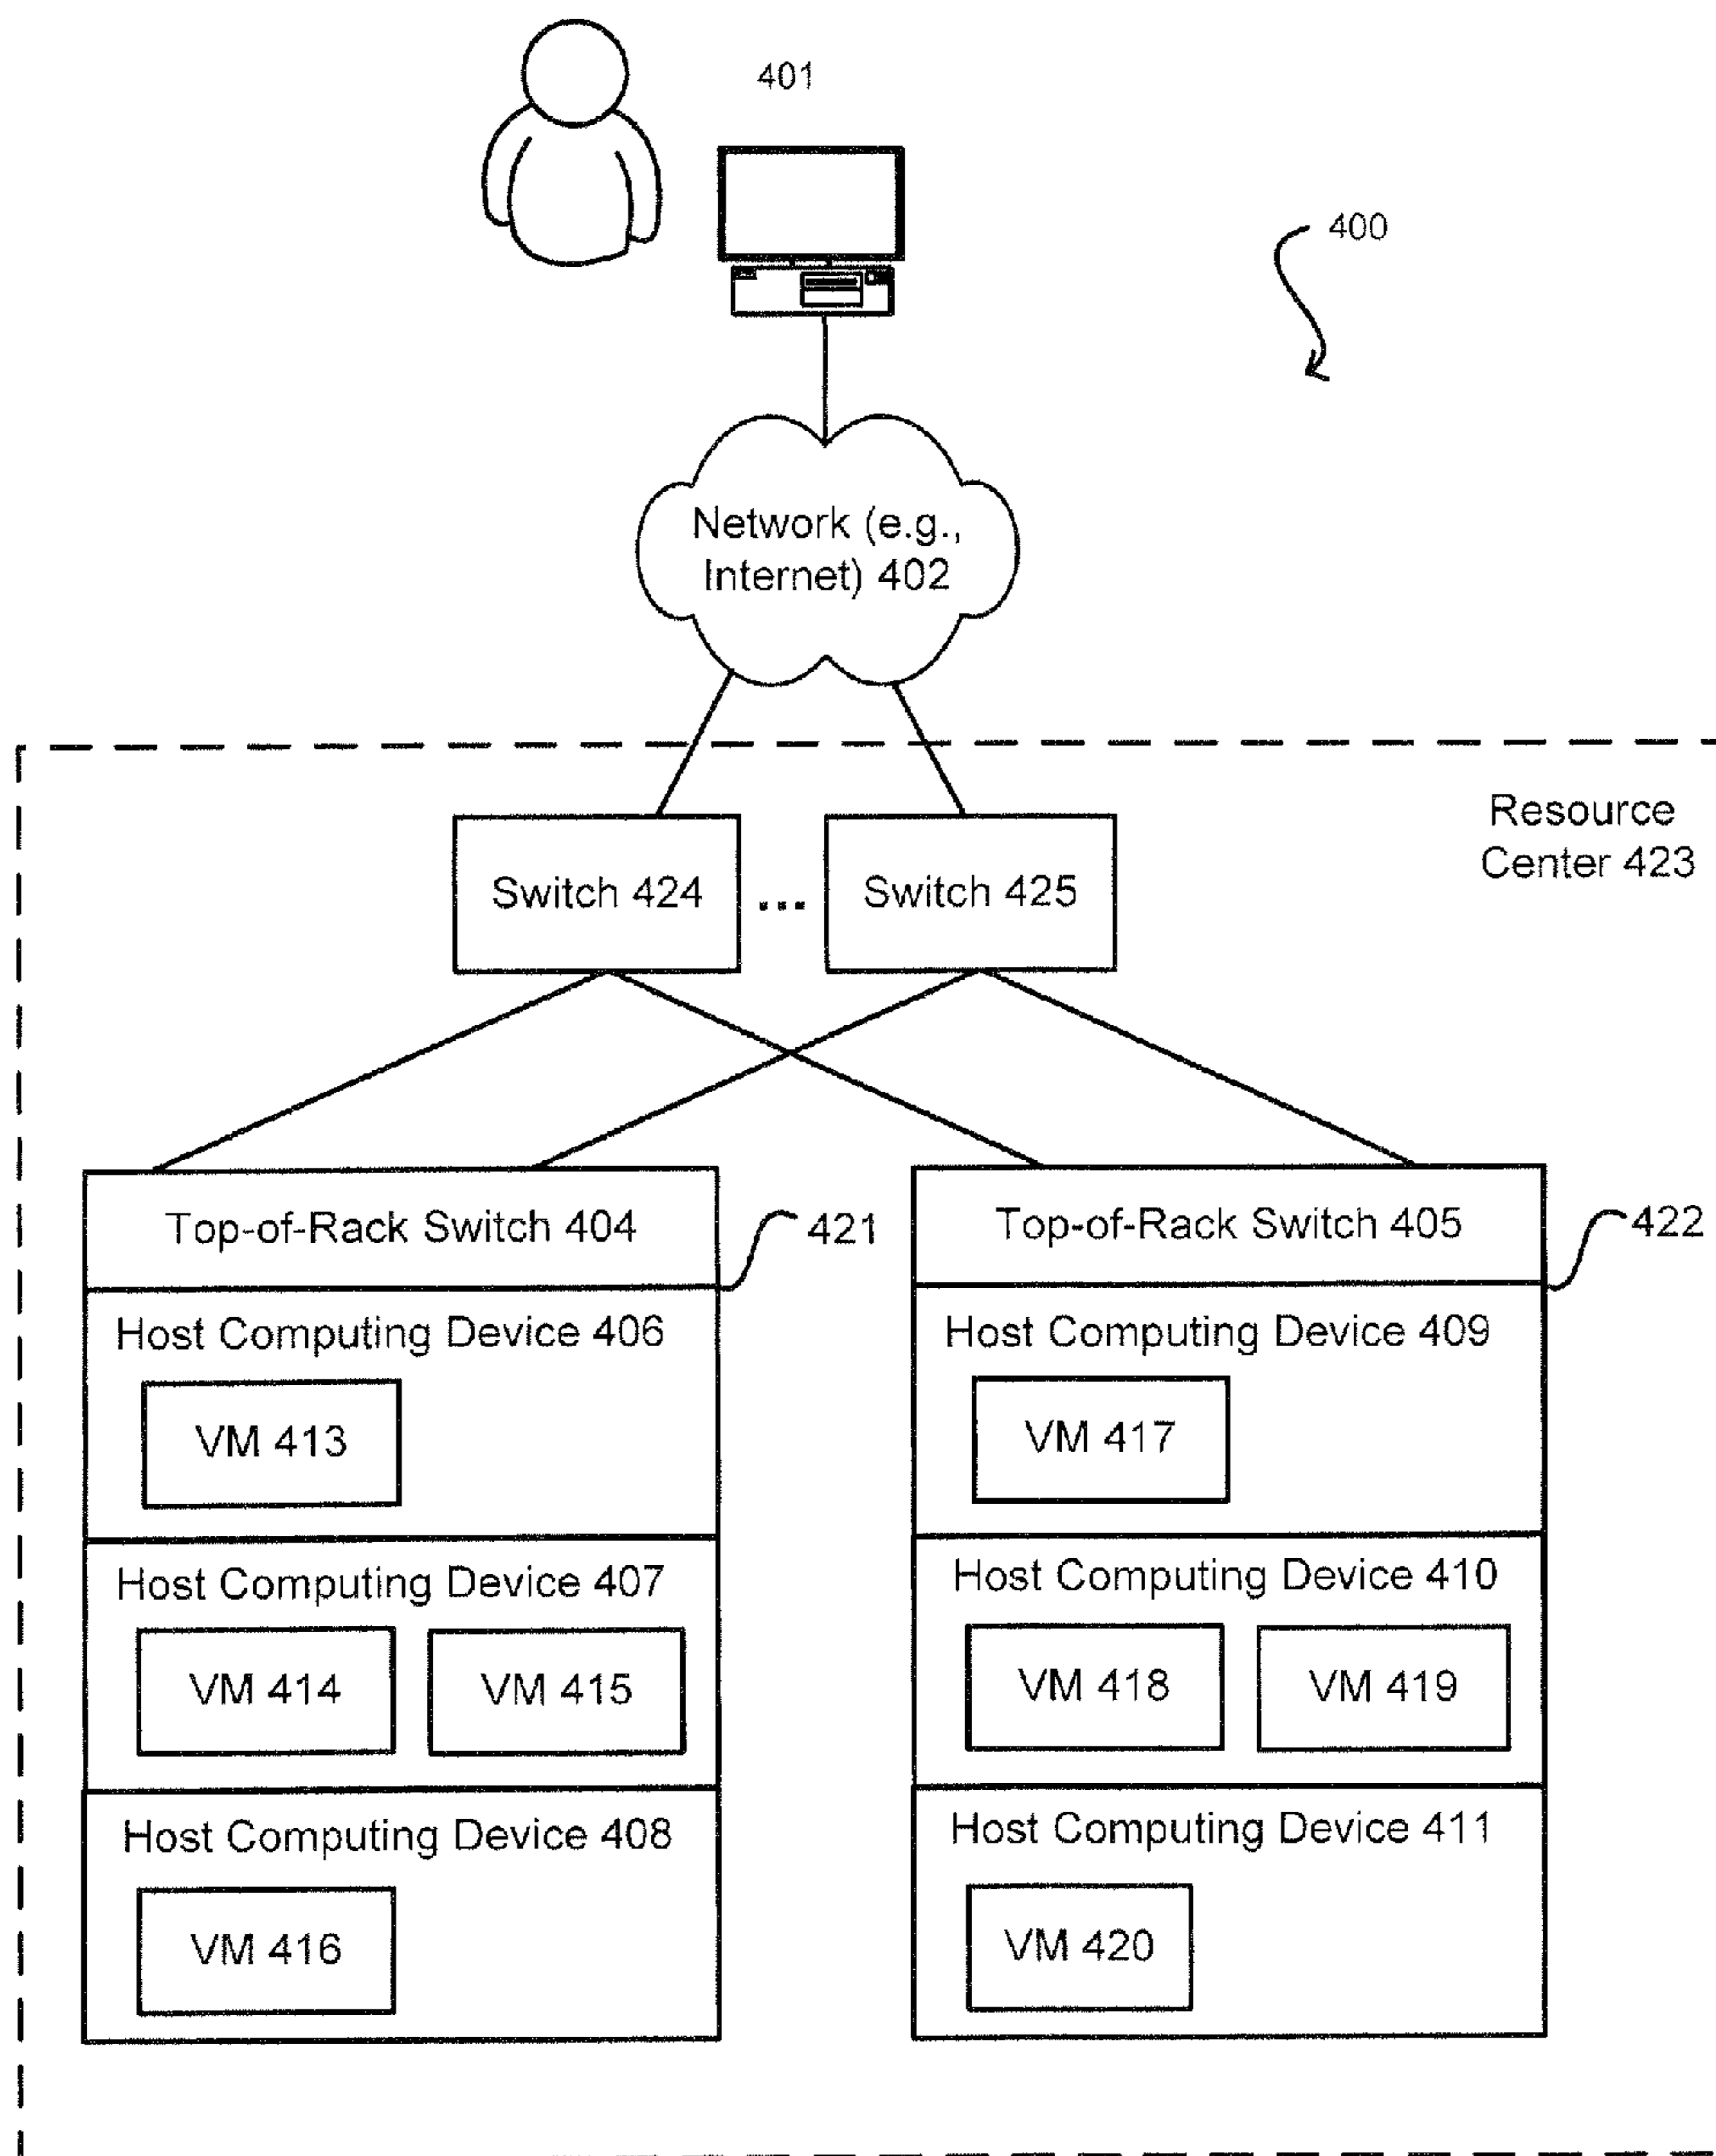 401
400
Network (e.g.,
Internet) 402
Resource
Center 423
Switch 424
...
Switch 425
Top-of-Rack Switch 404
421
Top-of-Rack Switch 405
422
Host Computing Device 406
VM 413
Host Computing Device 409
VM 417
Host Computing Device 407
VM 414
VM 415
Host Computing Device 410
VM 418
VM 419
Host Computing Device 408
VM 416
Host Computing Device 411
VM 420